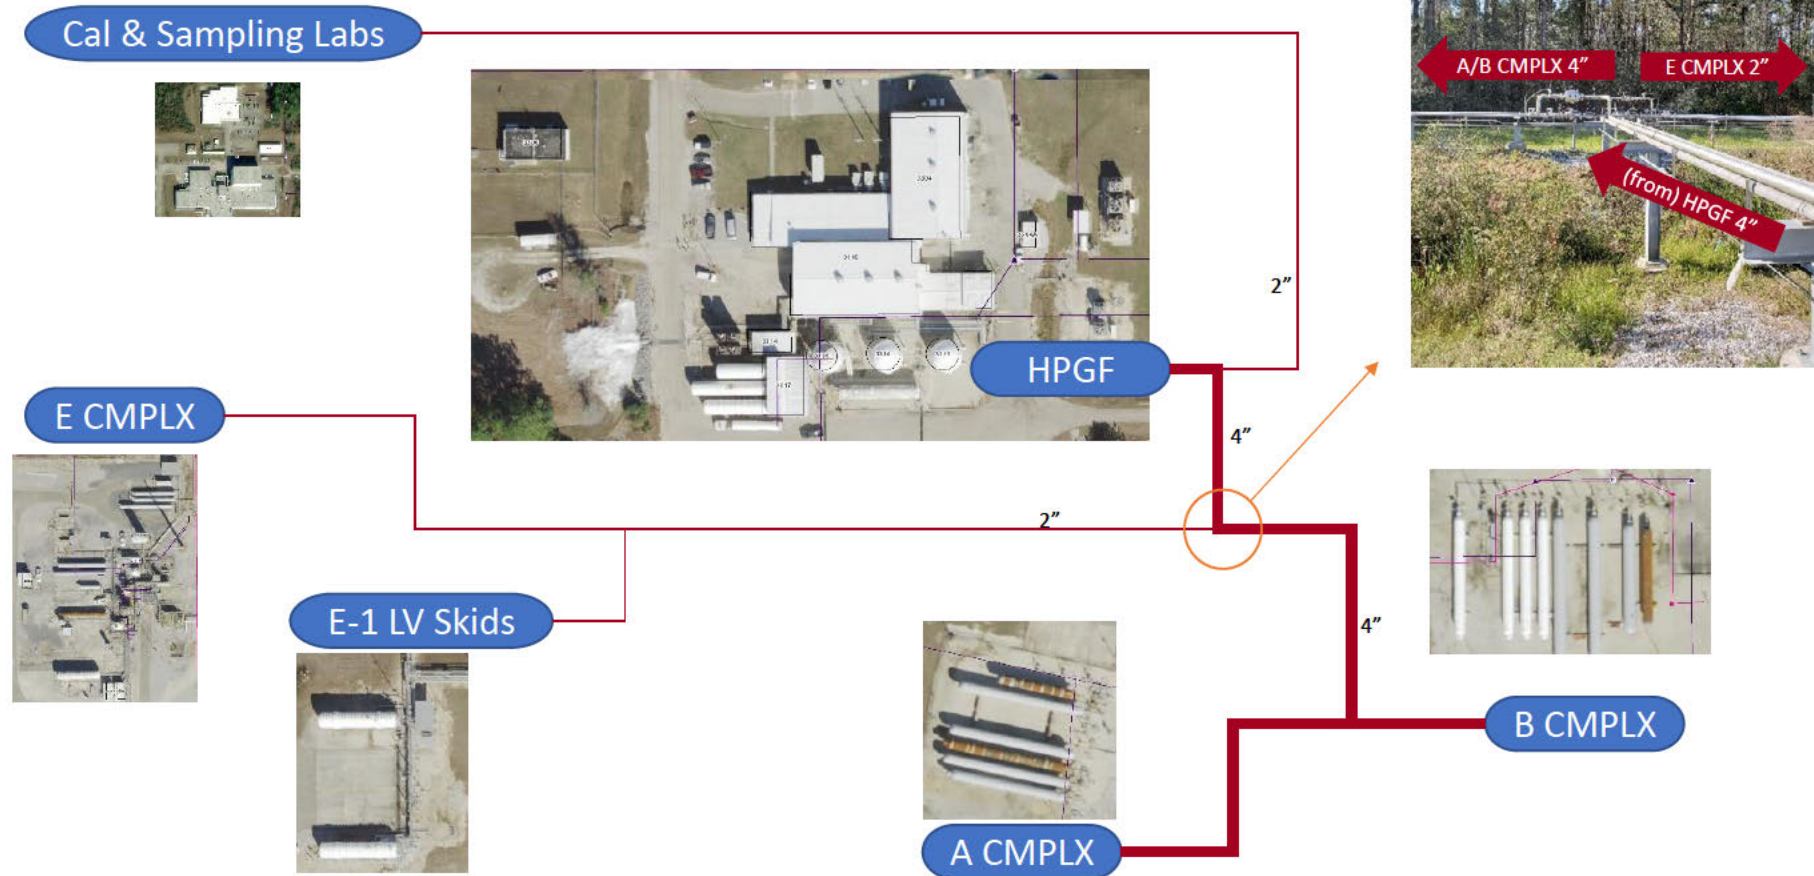 Cal & Sampling Labs
A/B CMPLX 4”
E CMPLX 2”
(from) HPGF 4”
2”
HPGF
E CMPLX
4”
2”
E-1 LV Skids
4”
B CMPLX
A CMPLX